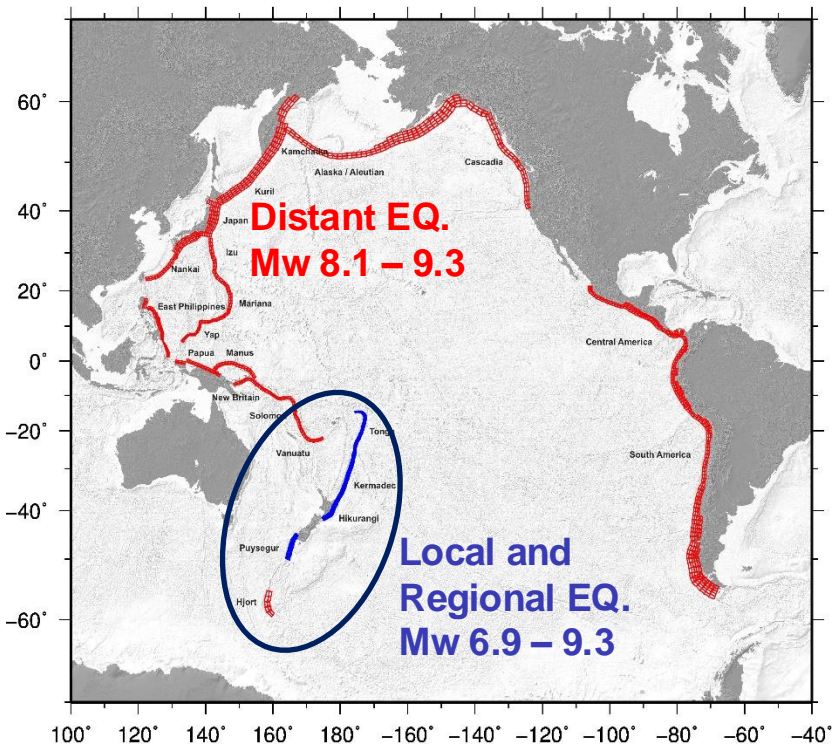 60°
40°
20°
0°
−20°
−40°
−60°
Kamchatka
Alaska / Aleutian
Cascadia
Kuril
Japan
Distant EQ.
Mw 8.1 – 9.3
Izu
Nankai
East Philippines
Mariana
Yap
Papua
Manus
Central America
New Britain
Solomo
Tonga
Vanuatu
South America
Kermadec
Hikurangi
Puysegur
Local and
Regional EQ.
Mw 6.9 – 9.3
Hjort
100° 120° 140° 160° 180° −160° −140° −120° −100° −80° −60° −40°